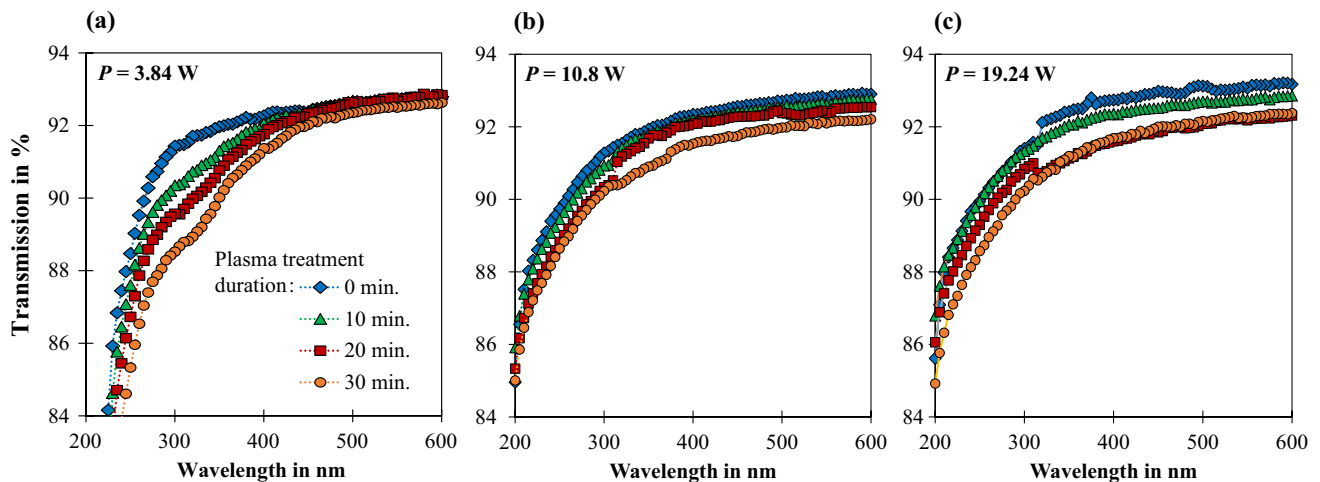 (a)
(b)
(c)
Transmission in %
94
92
90
88
86
84
P = 3.84 W
Plasma treatment
duration:
0 min.
10 min.
20 min.
30 min.
200 300 400 500 600
Wavelength in nm
94
92
90
88
86
84
P = 10.8 W
200 300 400 500 600
Wavelength in nm
94
92
90
88
86
84
P = 19.24 W
200 300 400 500 600
Wavelength in nm